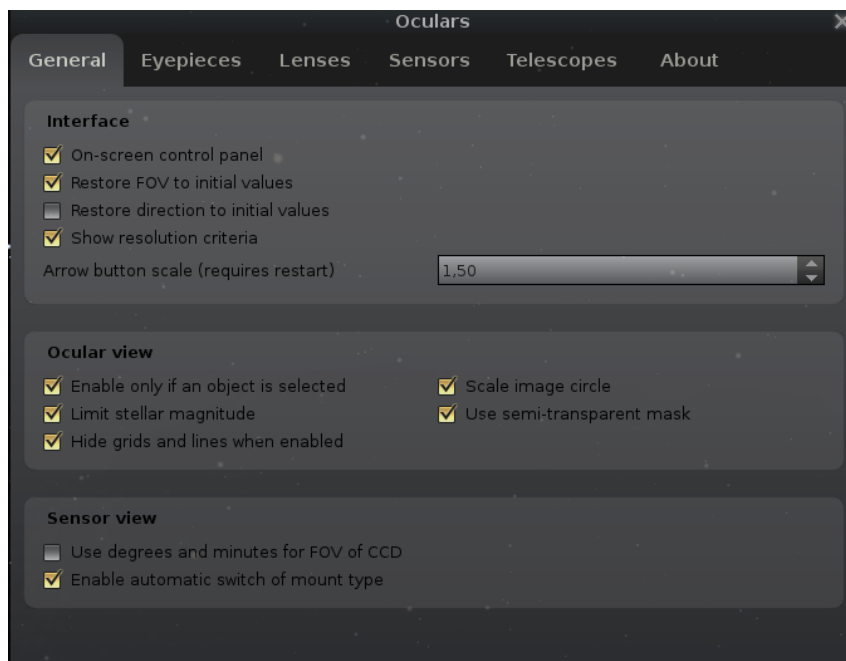 Oculars
General Eyepieces Lenses Sensors Telescopes About
Interface
On-screen control panel
Restore FOV to initial values
Restore direction to initial values
Show resolution criteria
Arrow button scale (requires restart) 1,50
Ocular view
Enable only if an object is selected Scale image circle
Limit stellar magnitude Use semi-transparent mask
Hide grids and lines when enabled
Sensor view
Use degrees and minutes for FOV of CCD
Enable automatic switch of mount type